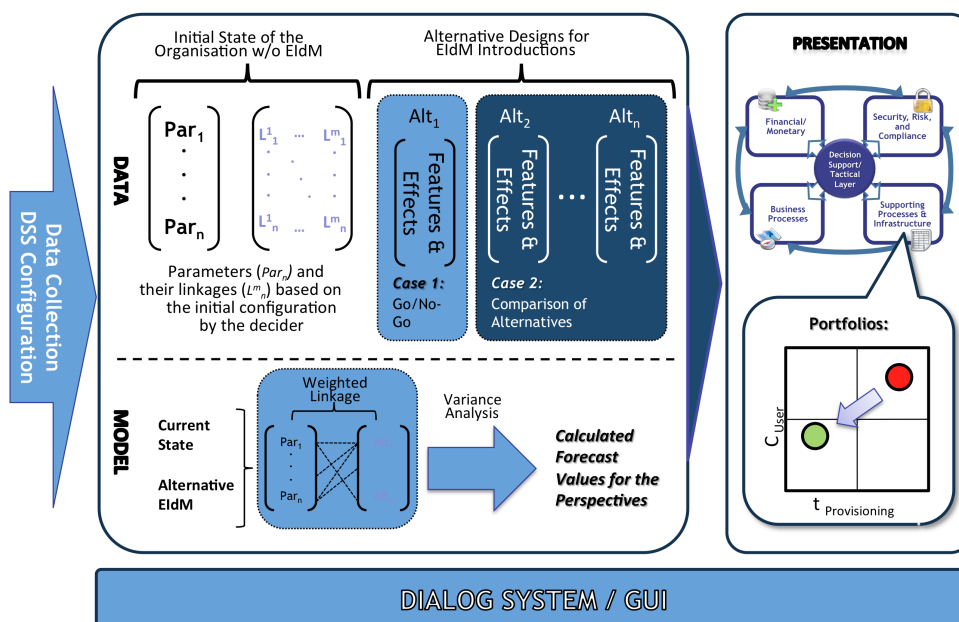 Data Collection
DSS Configuration
Initial State of the
Organisation w/o EIdM
Alternative Designs for
EIdM Introductions
DATA
Par1
Parn
L11 ... Lm1
L1n ... Lmn
Parameters (Parn) and
their linkages (Lmn) based on
the initial configuration
by the decider
Alt1
Features &
Effects
Case 1:
Go/No-
Go
Alt2
Features &
Effects
...
Altn
Features &
Effects
Case 2:
Comparison of
Alternatives
MODEL
Current
State
Alternative
EIdM
Weighted
Linkage
Par1
Parn
Variance
Analysis
Calculated
Forecast
Values for the
Perspectives
PRESENTATION
Financial/
Monetary
Security, Risk,
and
Compliance
Decision
Support/
Tactical
Layer
Business
Processes
Supporting
Processes &
Infrastructure
Portfolios:
C User
t Provisioning
DIALOG SYSTEM / GUI